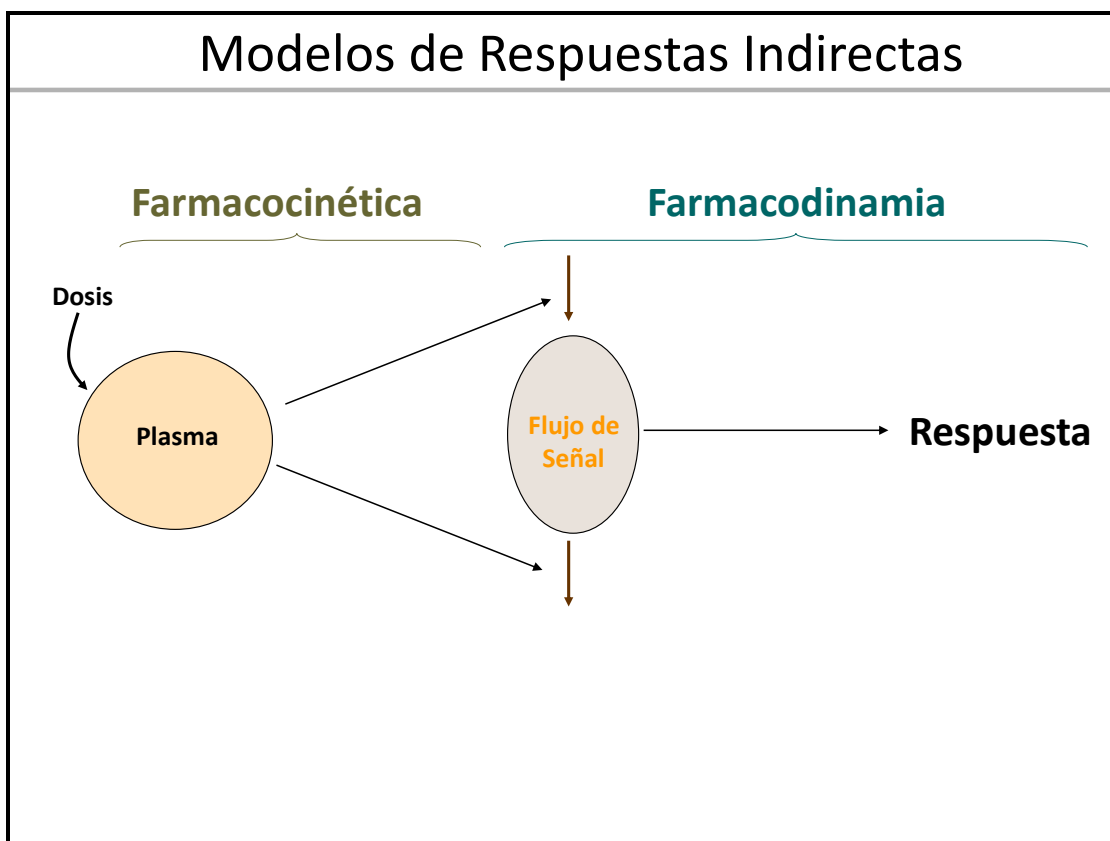 Modelos de Respuestas Indirectas
Farmacocinética
Farmacodinamia
Dosis
Plasma
Flujo de
Señal
Respuesta